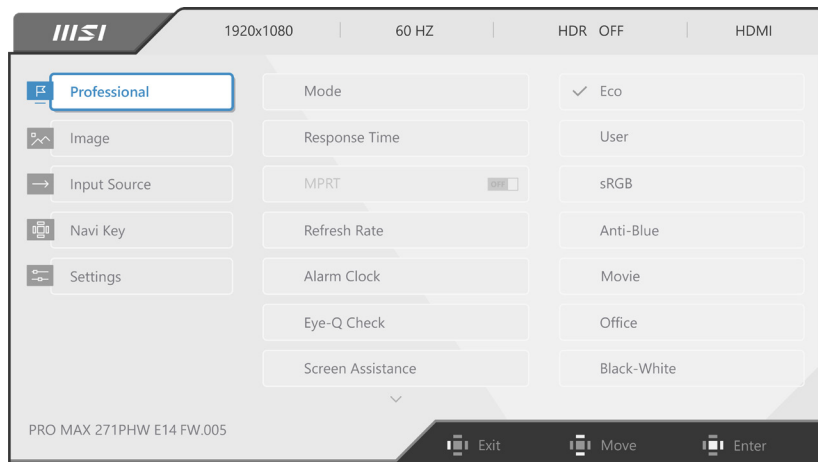 msi
1920x1080 60 HZ HDR OFF HDMI
Professional Mode Eco
Image Response Time User
Input Source MPRT OFF sRGB
Navi Key Refresh Rate Anti-Blue
Settings Alarm Clock Movie
Eye-Q Check Office
Screen Assistance Black-White
PRO MAX 271PHW E14 FW.005
Exit Move Enter